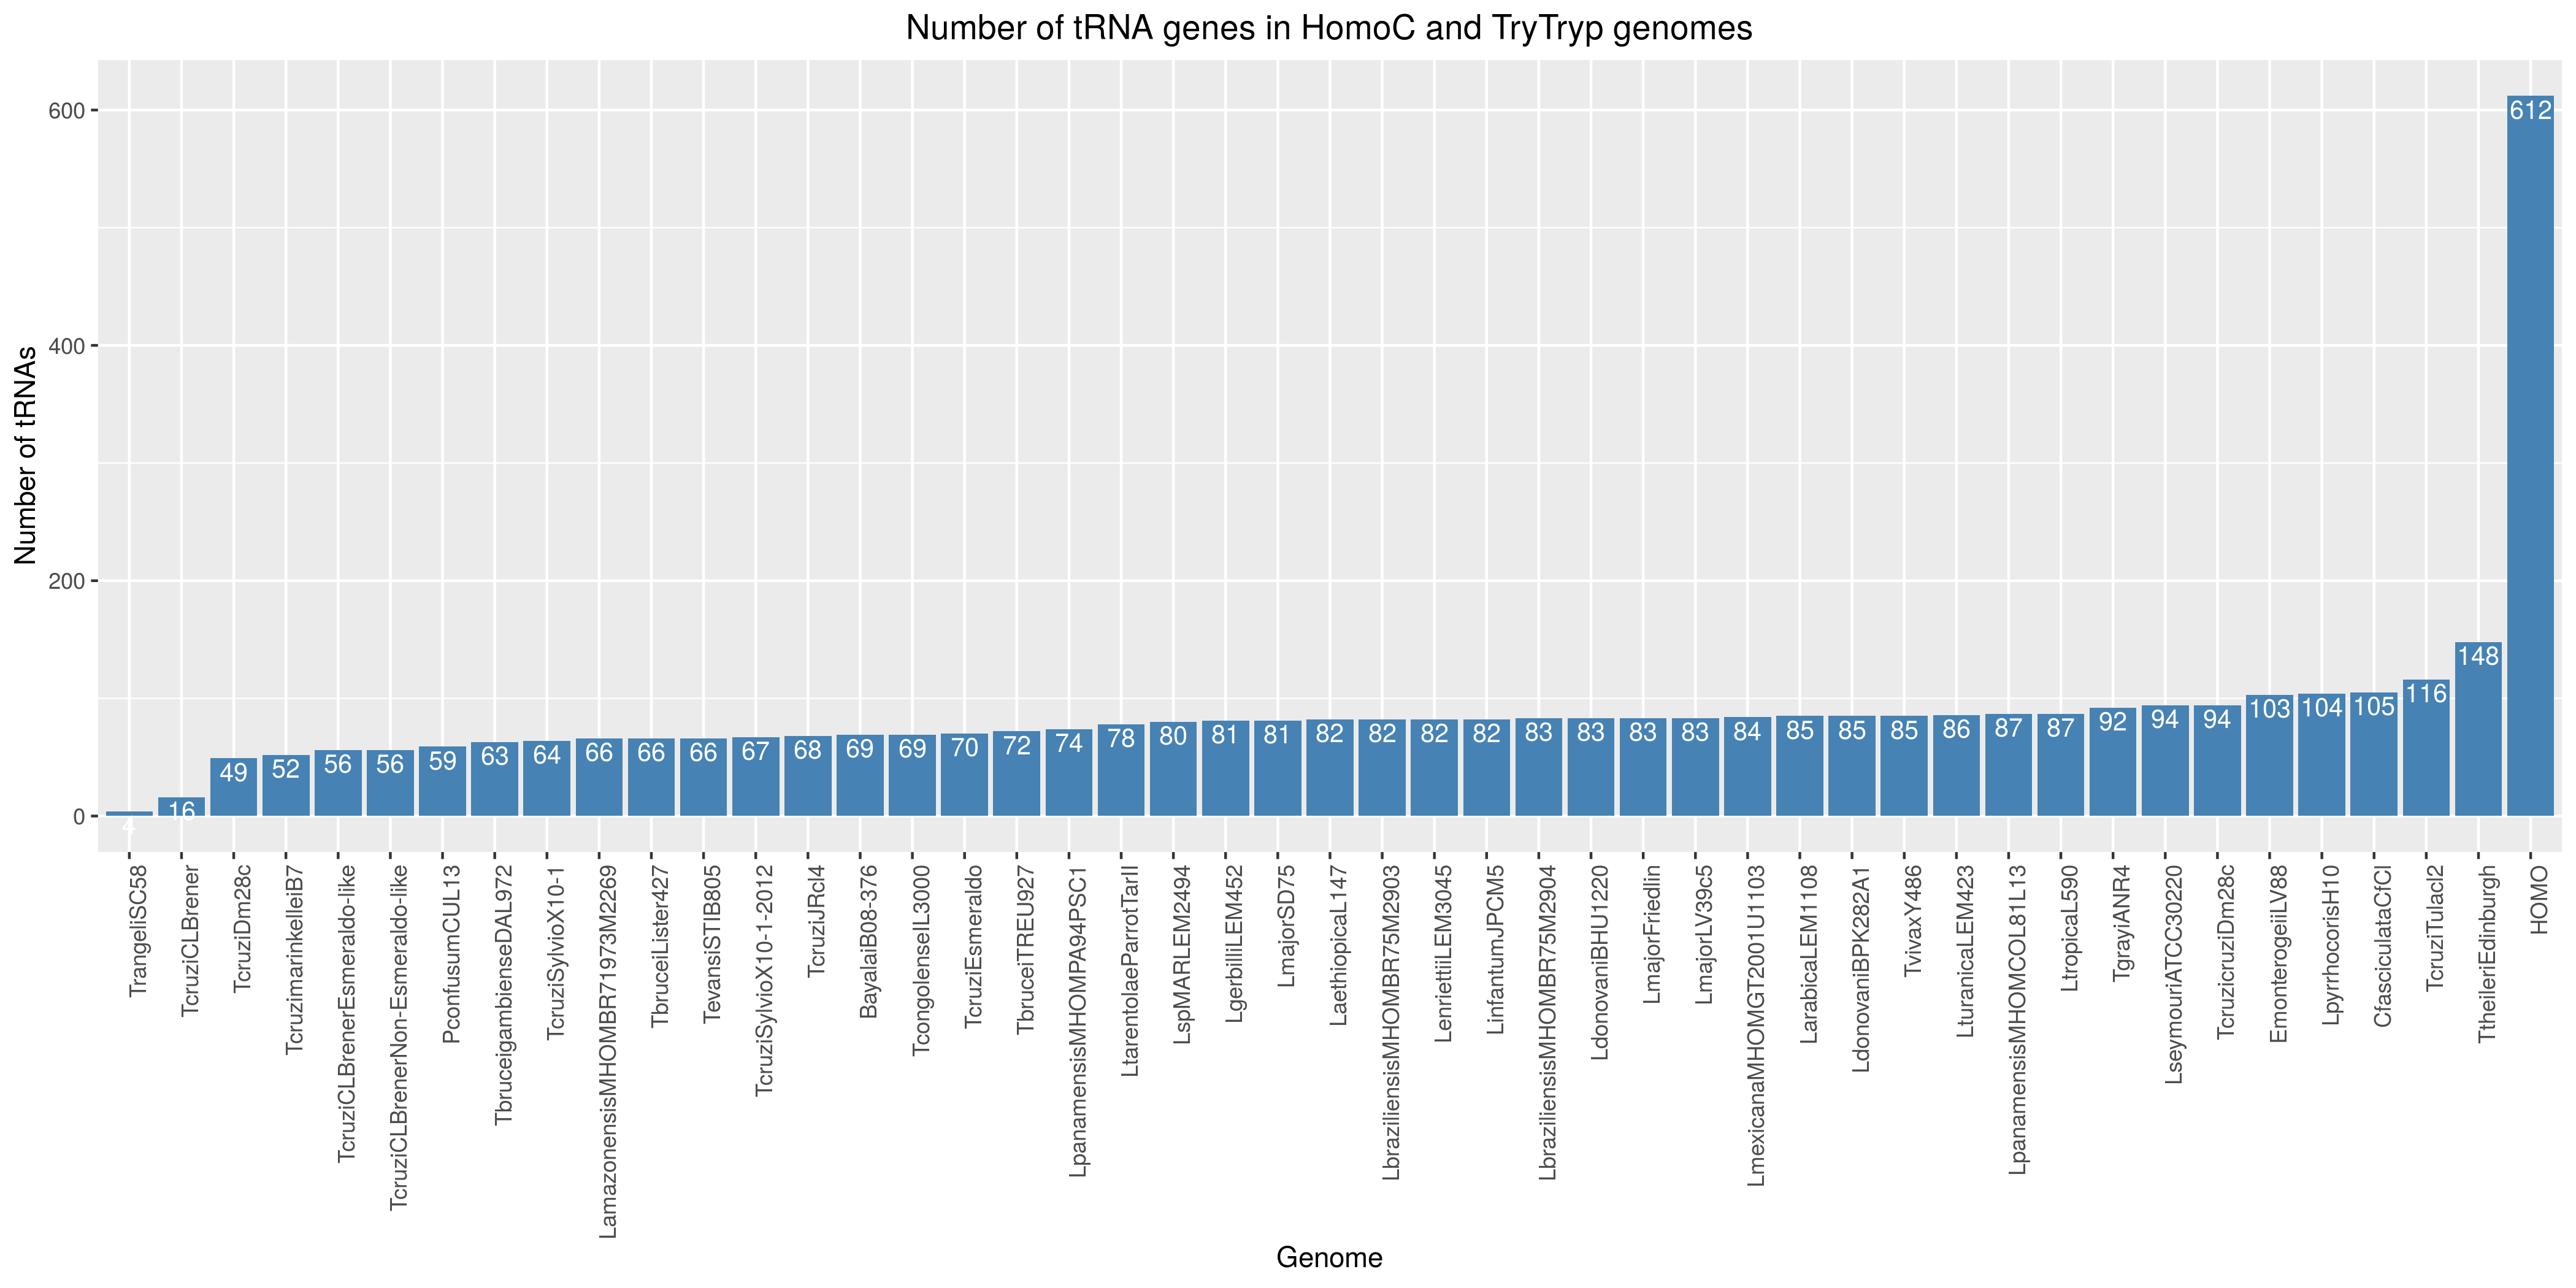 Number of tRNA genes in HomoC and TryTryp genomes
Number of tRNAs
600
400
200
0
4
16
49
52
56
56
59
63
64
66
66
66
67
68
69
69
70
72
74
78
80
81
81
82
82
82
82
83
83
83
83
84
85
85
85
86
87
87
92
94
94
103
104
105
116
148
612
TrangeliSC58
TcruziCLBrener
TcruziDm28c
TcruzimarinkelleiB7
TcruziCLBrenerEsmeraldo-like
TcruziCLBrenerNon-Esmeraldo-like
PconfusumCUL13
TbruceigambienseDAL972
TcruziSylvioX10-1
LamazonensisMHOMBR71973M2269
TbruceiLister427
TevansiSTIB805
TcruziSylvioX10-1-2012
TcruziJRcl4
BayalaiB08-376
TcongolenseIL3000
TcruziEsmeraldo
TbruceiTREU927
LpanamensisMHOMPA94PSC1
LtarentolaeParrotTarII
LspMARLEM2494
LgerbilliLEM452
LmajorSD75
LaethiopicaL147
LbraziliensisMHOMBR75M2903
LenriettiiLEM3045
LinfantumJPCM5
LbraziliensisMHOMBR75M2904
LdonovaniBHU1220
LmajorFriedlin
LmajorLV39c5
LmexicanaMHOMGT2001U1103
LarabicaLEM1108
LdonovaniBPK282A1
TvivaxY486
LturanicaLEM423
LpanamensisMHOMCOL81L13
LtropicaL590
TgrayiANR4
LseymouriATCC30220
TcruzicruziDm28c
EmonterogeiiLV88
LpyrrhocorisH10
CfasciculataCfCl
TcruziTulacl2
TtheileriEdinburgh
HOMO
Genome